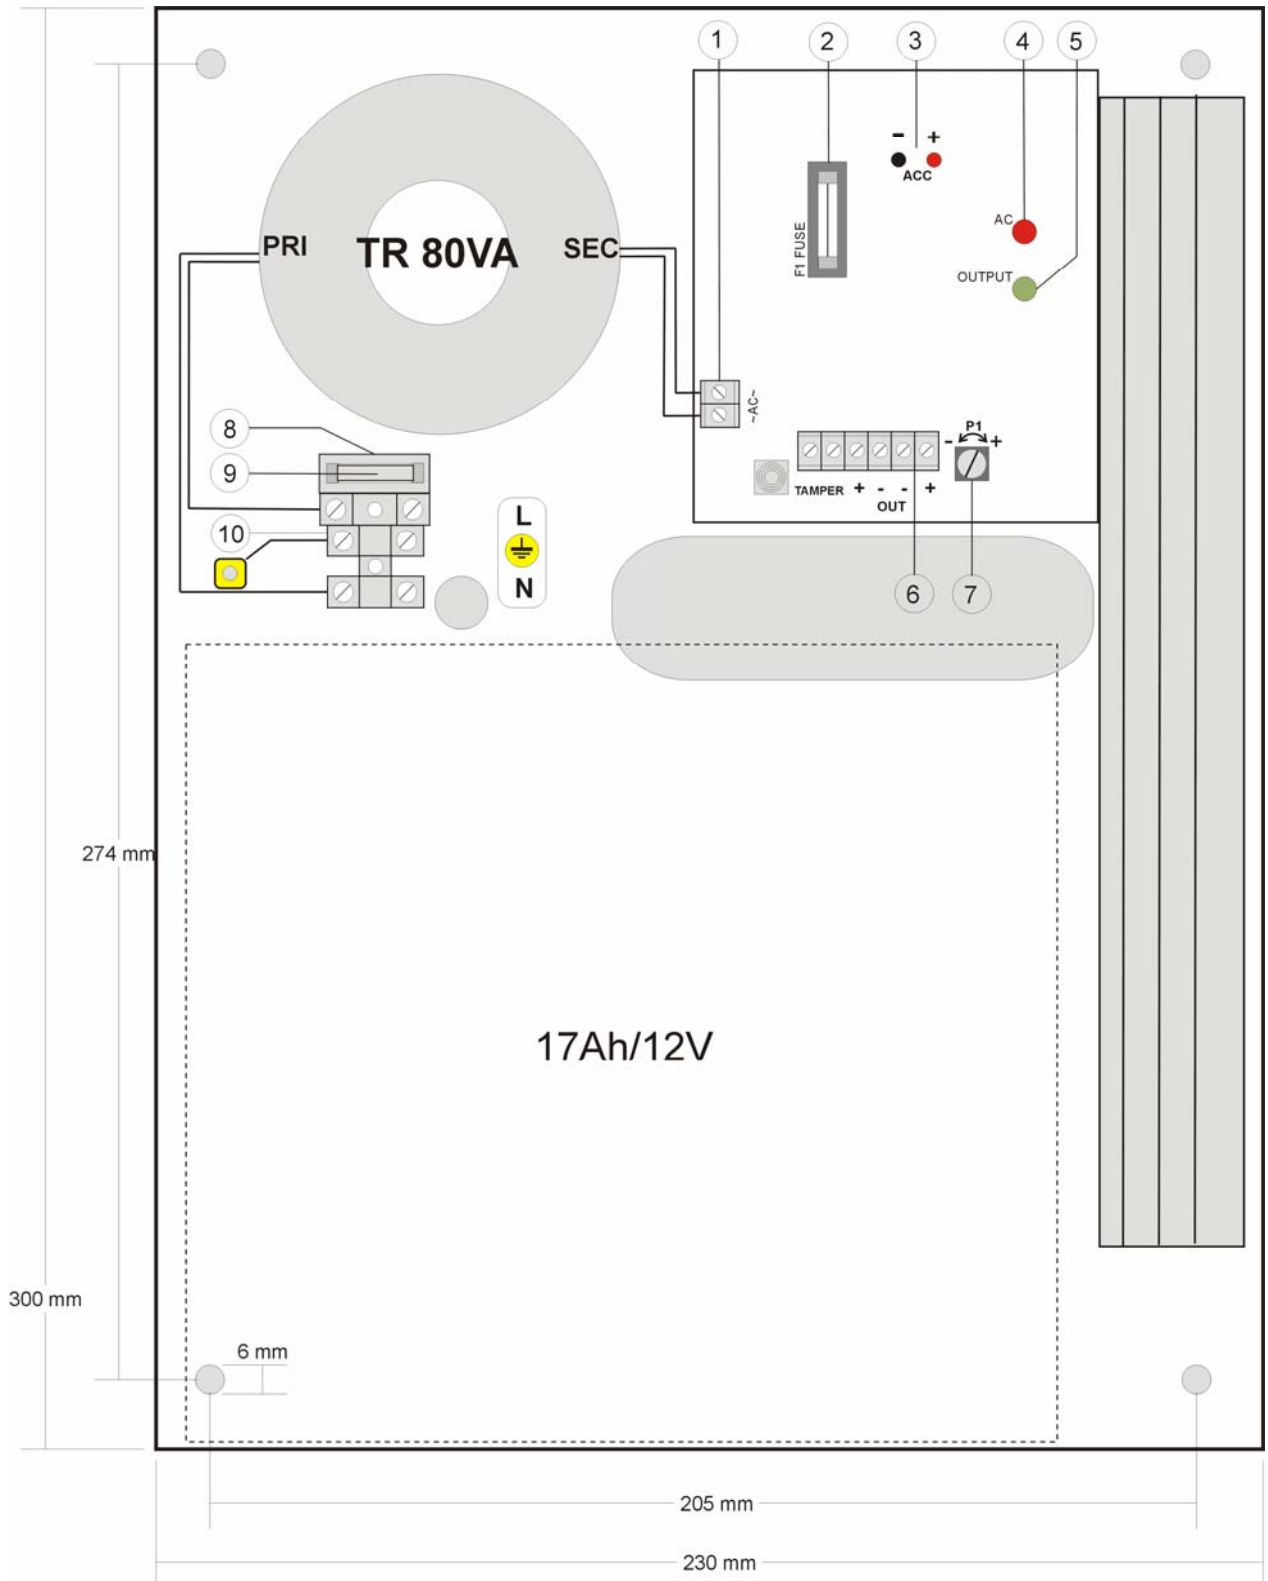 1
2
3
4
5
- +
ACC
AC
F1 FUSE
OUTPUT
PRI
TR 80VA
SEC
~AC~
8
P1
- +
9
TAMPER + - - +
OUT
L
10
N
6
7
274 mm
17Ah/12V
300 mm
6 mm
205 mm
230 mm